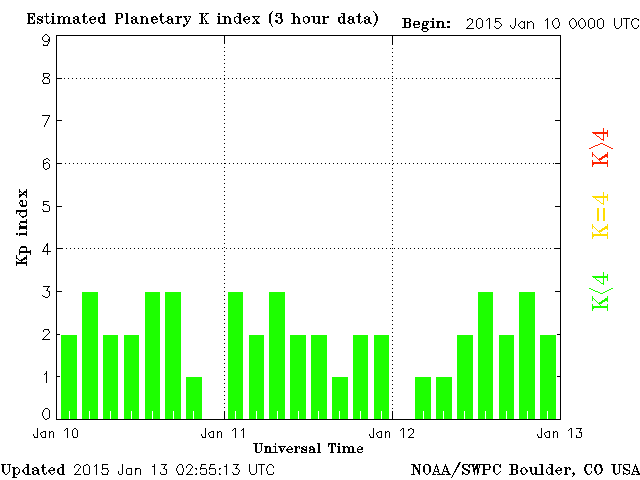 Estimated Planetary K index (3 hour data) Begin: 2015 Jan 10 0000 UTC
9
8
7
6
5
4
3
2
1
0
Kp index
K>4
K=4
K<4
Jan 10 Jan 11 Jan 12 Jan 13
Universal Time
Updated 2015 Jan 13 02:55:13 UTC NOAA/SWPC Boulder, CO USA